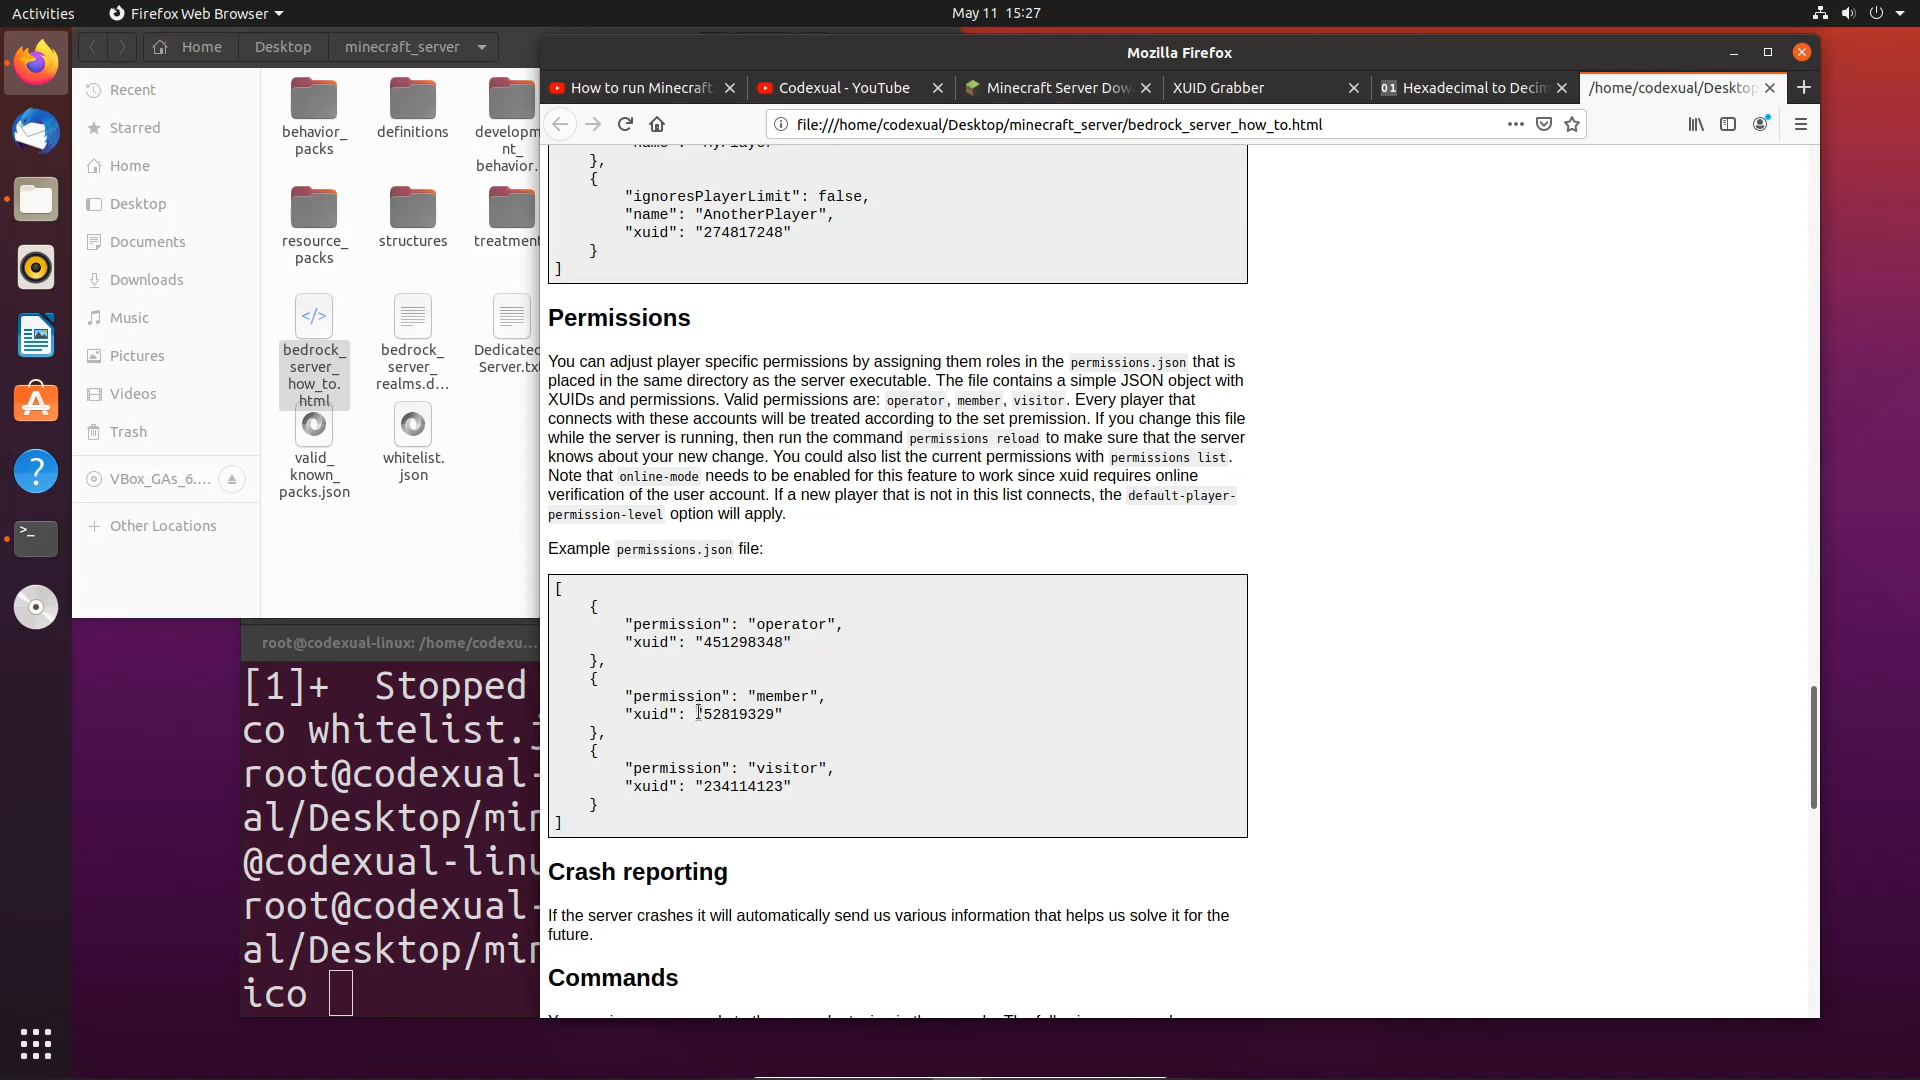 Activities
Firefox Web Browser
May 11 15:27
Home
Desktop
minecraft_server
Recent
Starred
Home
Desktop
Documents
Downloads
Music
Pictures
Videos
Trash
VBox_GAs_6....
Other Locations
behavior_
packs
definitions
developm
nt_
behavior.
resource_
packs
structures
treatment
bedrock_
server_
how_to.
html
bedrock_
server_
realms.d...
Dedicated
Server.txt
valid_
known_
packs.json
whitelist.
json
root@codexual-linux: /home/codexu...
[1]+  Stopped
co whitelist.j
root@codexual-
al/Desktop/min
@codexual-linu
root@codexual-
al/Desktop/min
ico
Mozilla Firefox
How to run Minecraft
Codexual - YouTube
Minecraft Server Dow
XUID Grabber
01 Hexadecimal to Decim
/home/codexual/Desktop
file:///home/codexual/Desktop/minecraft_server/bedrock_server_how_to.html
},
{
"ignoresPlayerLimit": false,
"name": "AnotherPlayer",
"xuid": "274817248"
}
]
Permissions
You can adjust player specific permissions by assigning them roles in the permissions.json that is
placed in the same directory as the server executable. The file contains a simple JSON object with
XUIDs and permissions. Valid permissions are: operator, member, visitor. Every player that
connects with these accounts will be treated according to the set premission. If you change this file
while the server is running, then run the command permissions reload to make sure that the server
knows about your new change. You could also list the current permissions with permissions list.
Note that online-mode needs to be enabled for this feature to work since xuid requires online
verification of the user account. If a new player that is not in this list connects, the default-player-
permission-level option will apply.
Example permissions.json file:
[
{
"permission": "operator",
"xuid": "451298348"
},
{
"permission": "member",
"xuid": "52819329"
},
{
"permission": "visitor",
"xuid": "234114123"
}
]
Crash reporting
If the server crashes it will automatically send us various information that helps us solve it for the
future.
Commands